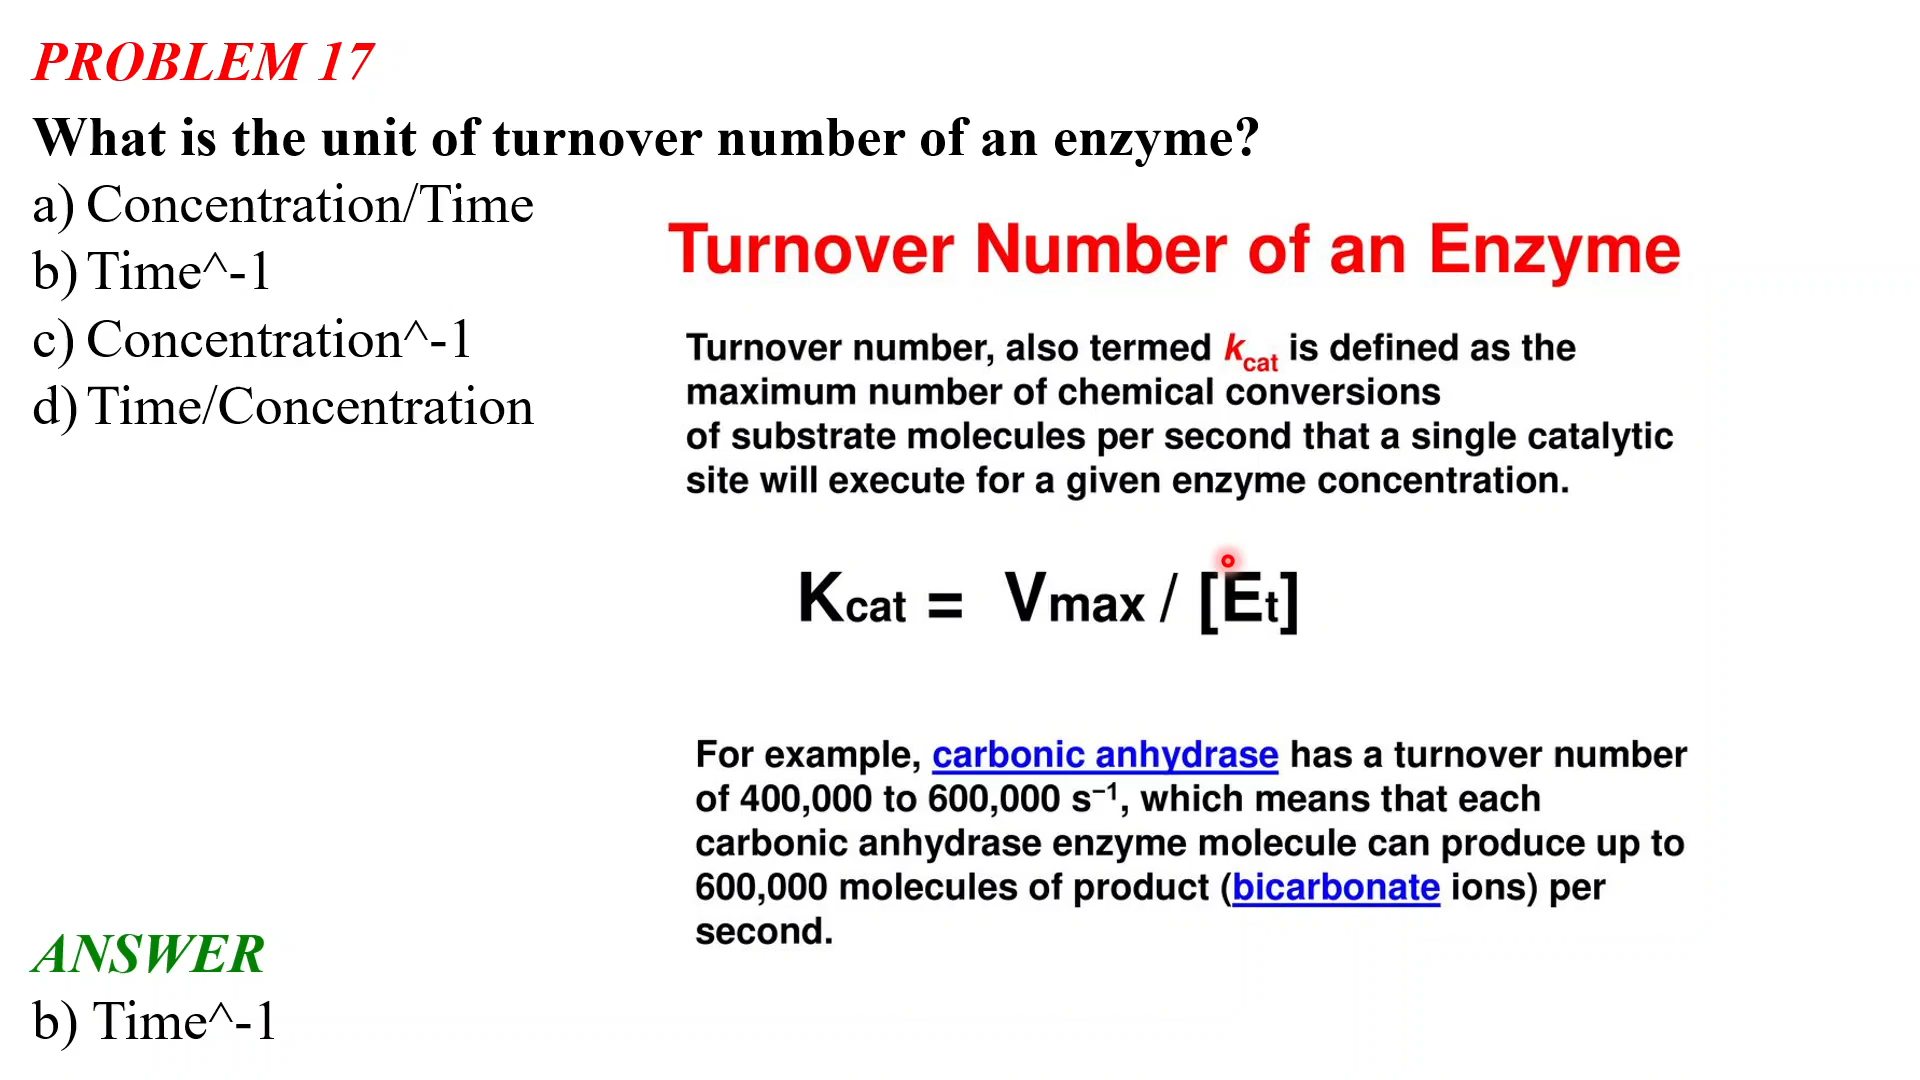 PROBLEM 17
What is the unit of turnover number of an enzyme?
a) Concentration/Time
b) Time^-1
c) Concentration^-1
d) Time/Concentration
Turnover Number of an Enzyme
Turnover number, also termed kcat is defined as the
maximum number of chemical conversions
of substrate molecules per second that a single catalytic
site will execute for a given enzyme concentration.
Kcat = Vmax / [Et]
For example, carbonic anhydrase has a turnover number
of 400,000 to 600,000 s−1, which means that each
carbonic anhydrase enzyme molecule can produce up to
600,000 molecules of product (bicarbonate ions) per
second.
ANSWER
b) Time^-1